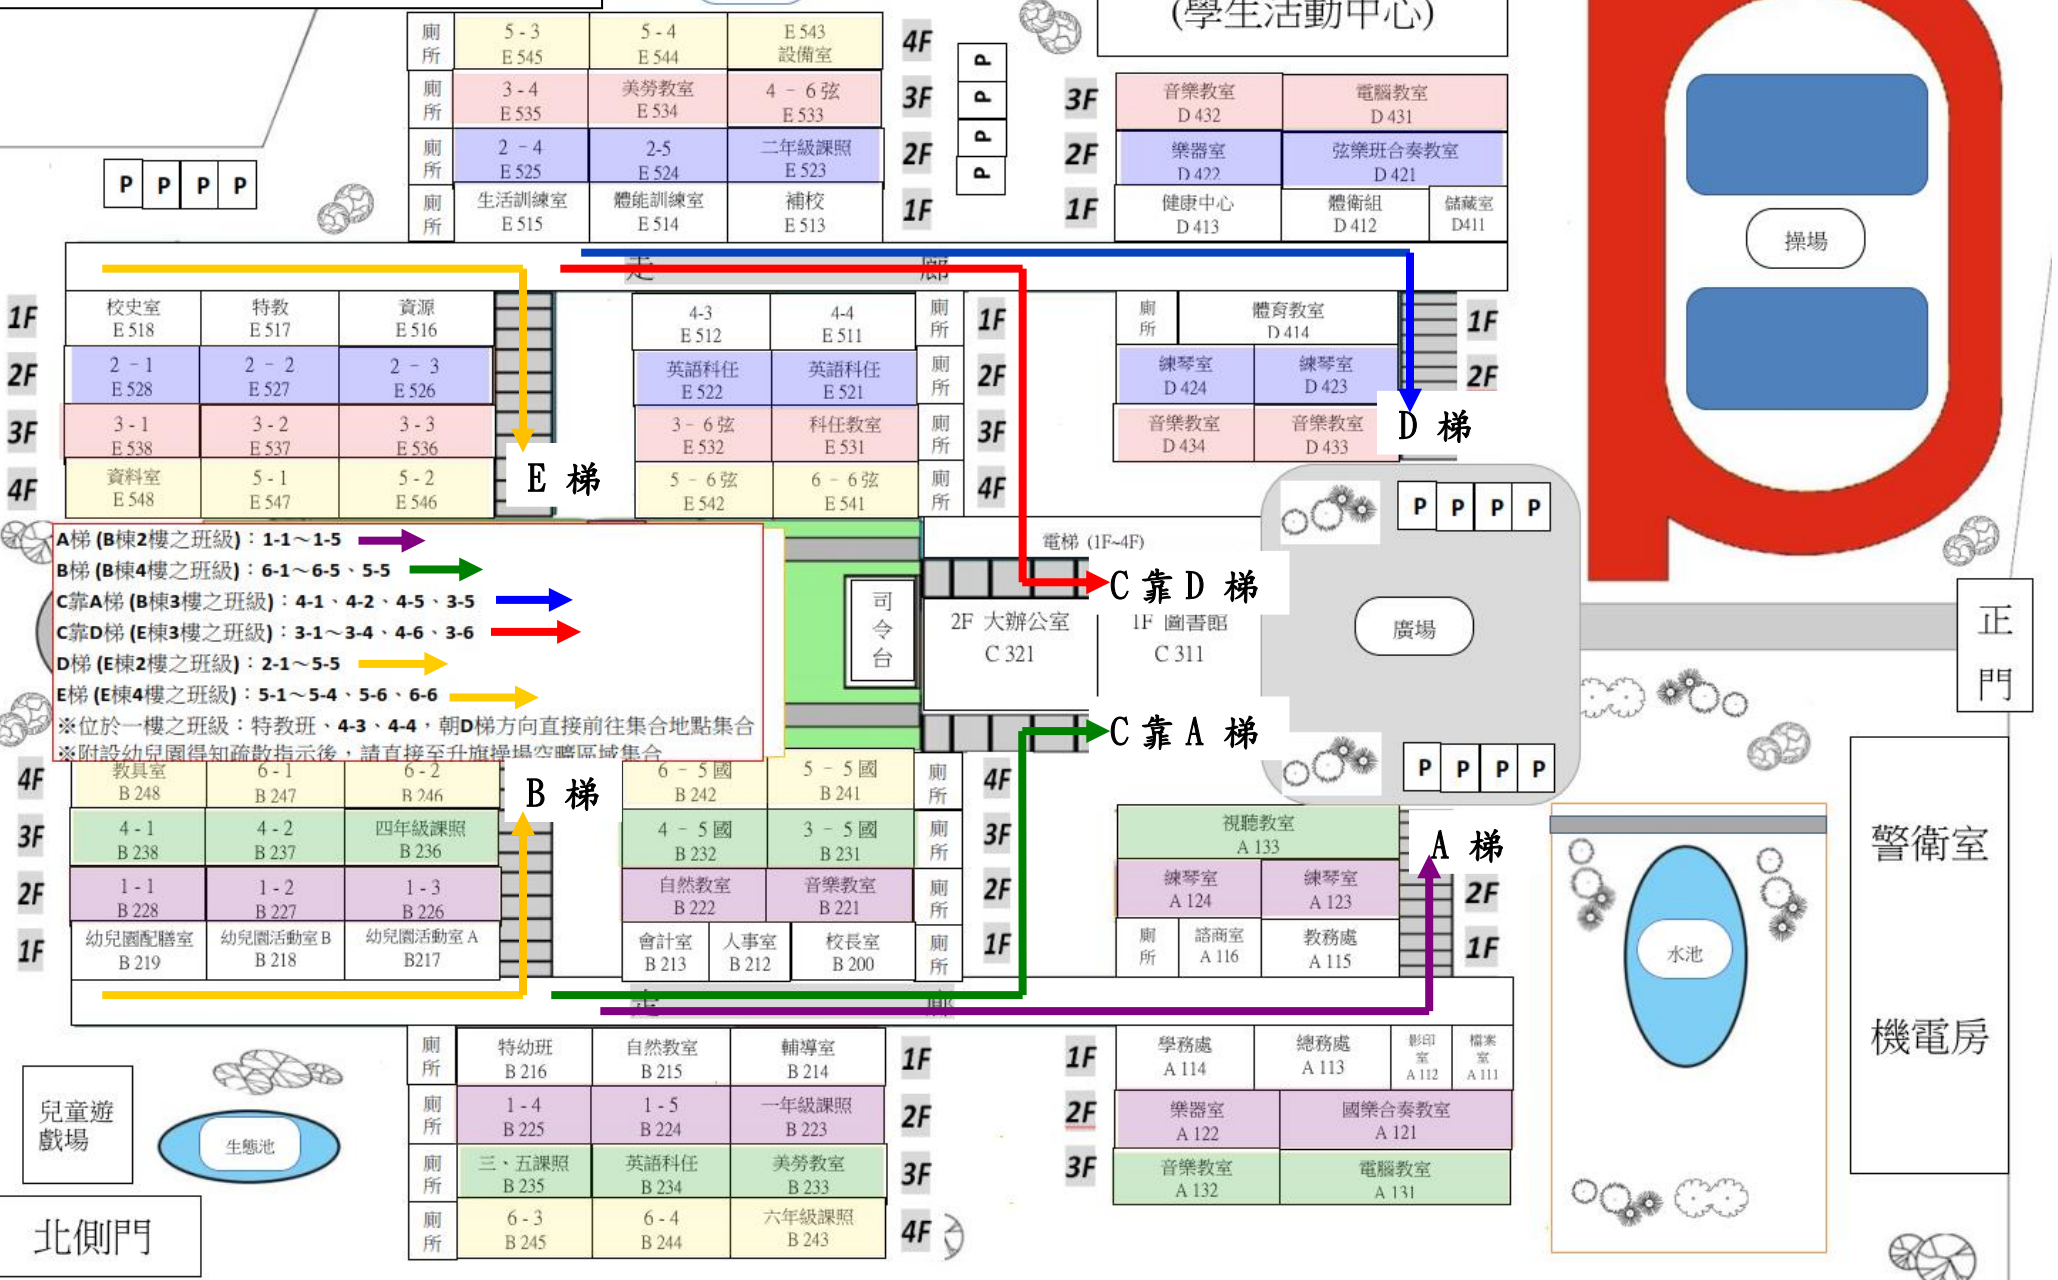 (學生活動中心)
廁所 5-3 E545 5-4 E544 E543 設備室 4F
廁所 3-4 E535 美勞教室 E534 4-6弦 E533 3F
廁所 2-4 E525 2-5 E524 二年級課照 E523 2F
廁所 生活訓練室 E515 體能訓練室 E514 補校 E513 1F
P P P P
P P P P
3F 音樂教室 D432 電腦教室 D431
2F 樂器室 D422 弦樂班合奏教室 D421
1F 健康中心 D413 體衛組 D412 儲藏室 D411
操場
走 廊
1F 校史室 E518 特教 E517 資源 E516
2F 2-1 E528 2-2 E527 2-3 E526
3F 3-1 E538 3-2 E537 3-3 E536
4F 資料室 E548 5-1 E547 5-2 E546
E 梯
4-3 E512 4-4 E511 廁所 1F
英語科任 E522 英語科任 E521 廁所 2F
3-6弦 E532 科任教室 E531 廁所 3F
5-6弦 E542 6-6弦 E541 廁所 4F
廁所 體育教室 D414 1F
練琴室 D424 練琴室 D423 2F
音樂教室 D434 音樂教室 D433
D 梯
P P P P
A梯 (B棟2樓之班級)：1-1～1-5
B梯 (B棟4樓之班級)：6-1～6-5、5-5
C靠A梯 (B棟3樓之班級)：4-1、4-2、4-5、3-5
C靠D梯 (E棟3樓之班級)：3-1～3-4、4-6、3-6
D梯 (E棟2樓之班級)：2-1～5-5
E梯 (E棟4樓之班級)：5-1～5-4、5-6、6-6
※位於一樓之班級：特教班、4-3、4-4，朝D梯方向直接前往集合地點集合
※附設幼兒園得知疏散指示後，請直接至升旗操場空曠區域集合
電梯 (1F~4F)
C 靠 D 梯
司令台
2F 大辦公室 C321
1F 圖書館 C311
C 靠 A 梯
廣場
正門
P P P P
4F 教具室 B248 6-1 B247 6-2 B246
3F 4-1 B238 4-2 B237 四年級課照 B236
2F 1-1 B228 1-2 B227 1-3 B226
1F 幼兒園配膳室 B219 幼兒園活動室B B218 幼兒園活動室A B217
B 梯
6-5國 B242 5-5國 B241 廁所 4F
4-5國 B232 3-5國 B231 廁所 3F
自然教室 B222 音樂教室 B221 廁所 2F
會計室 B213 人事室 B212 校長室 B200 廁所 1F
視聽教室 A133
練琴室 A124 練琴室 A123 2F
廁所 諮商室 A116 教務處 A115 1F
A 梯
警衛室
機電房
水池
走 廊
廁所 特幼班 B216 自然教室 B215 輔導室 B214 1F
廁所 1-4 B225 1-5 B224 一年級課照 B223 2F
廁所 三、五課照 B235 英語科任 B234 美勞教室 B233 3F
廁所 6-3 B245 6-4 B244 六年級課照 B243 4F
1F 學務處 A114 總務處 A113 影印室 A112 檔案室 A111
2F 樂器室 A122 國樂合奏教室 A121
3F 音樂教室 A132 電腦教室 A131
兒童遊戲場
生態池
北側門